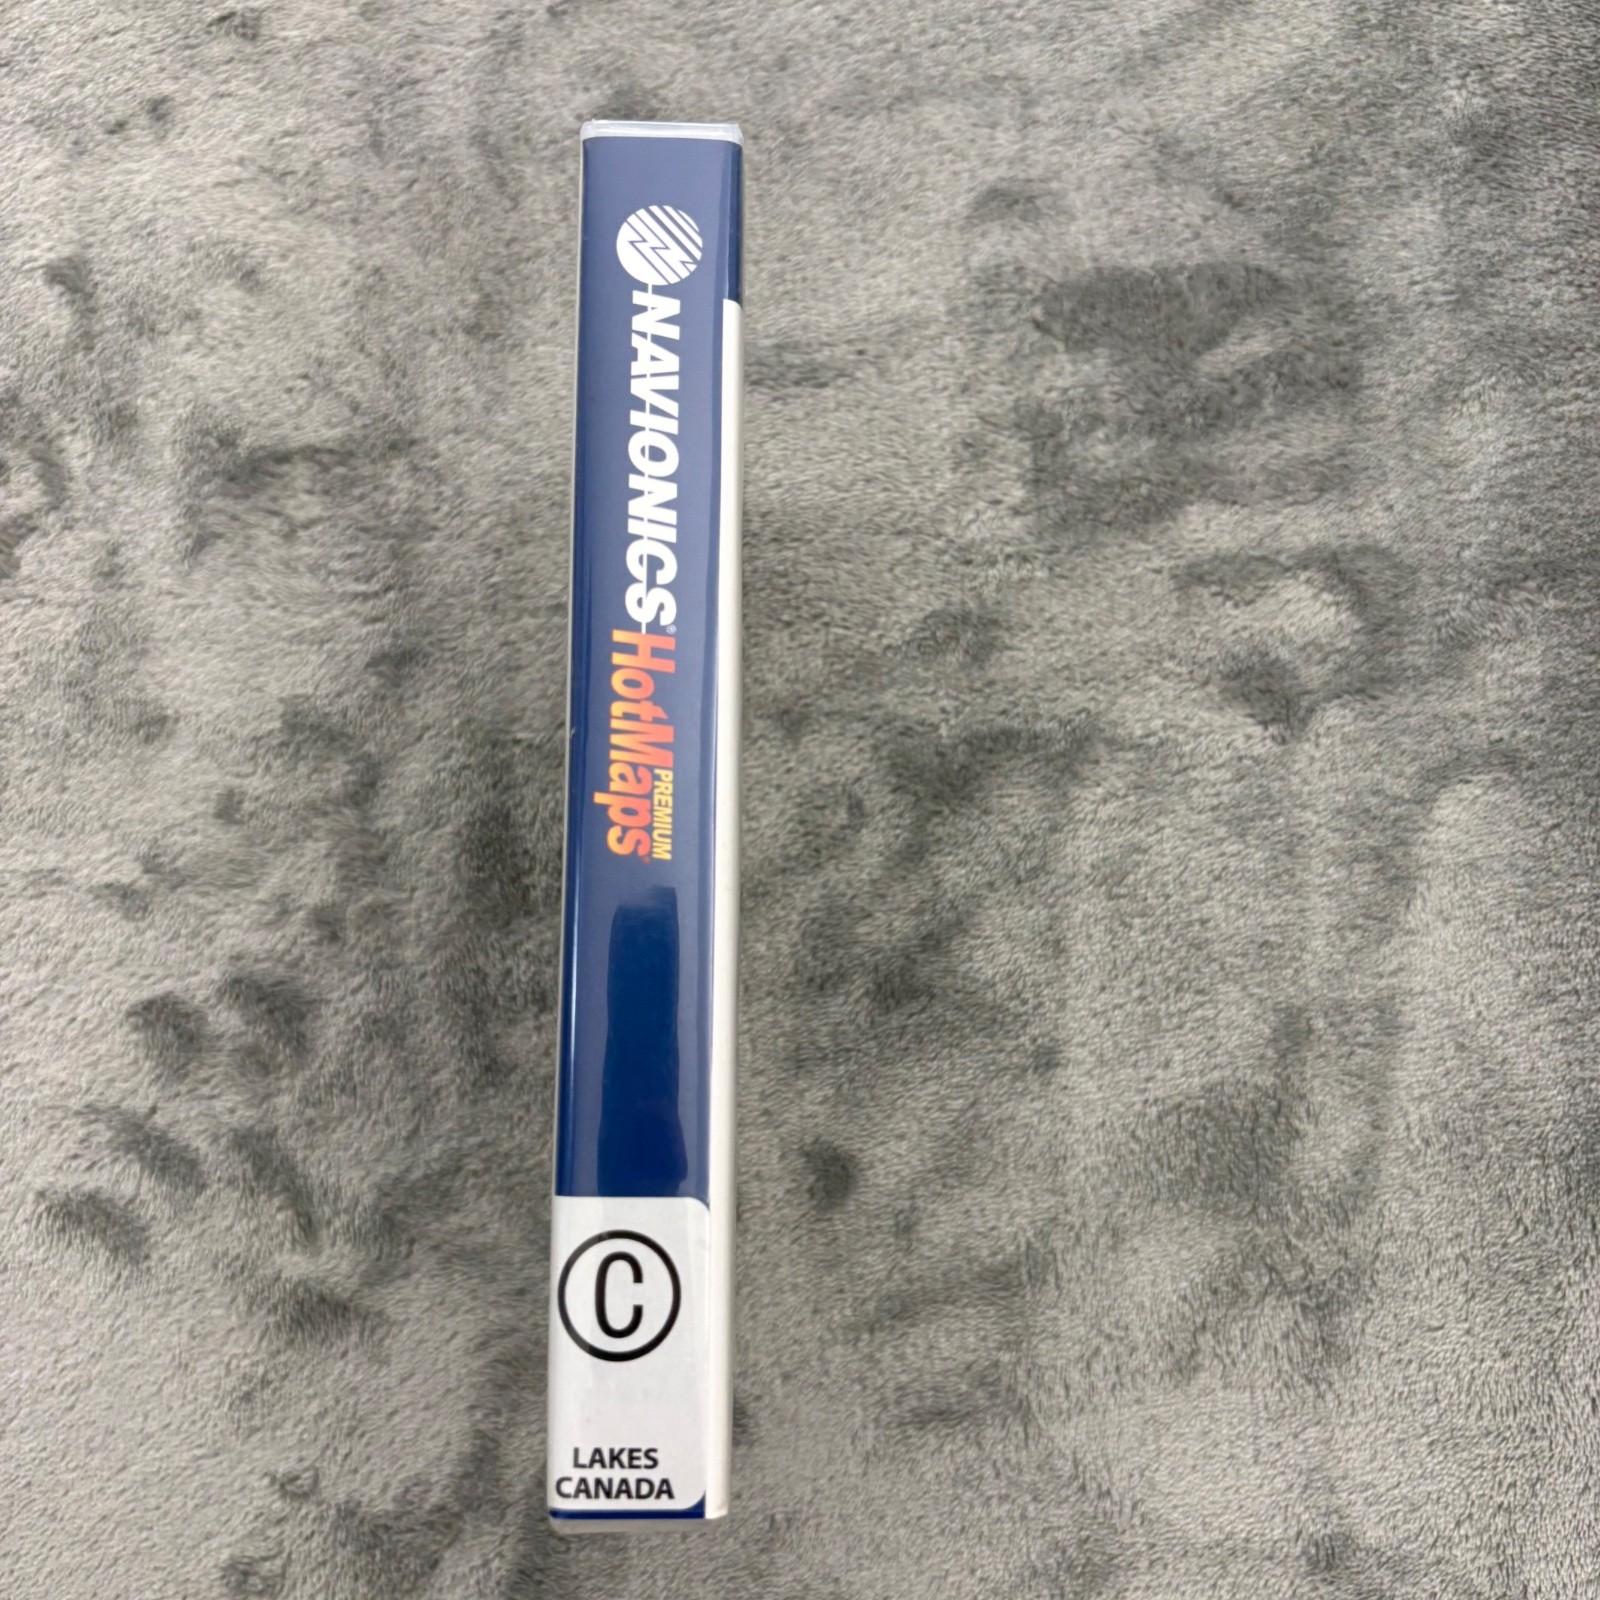 NAVIONICS® HotMaps®
PREMIUM
C
LAKES
CANADA